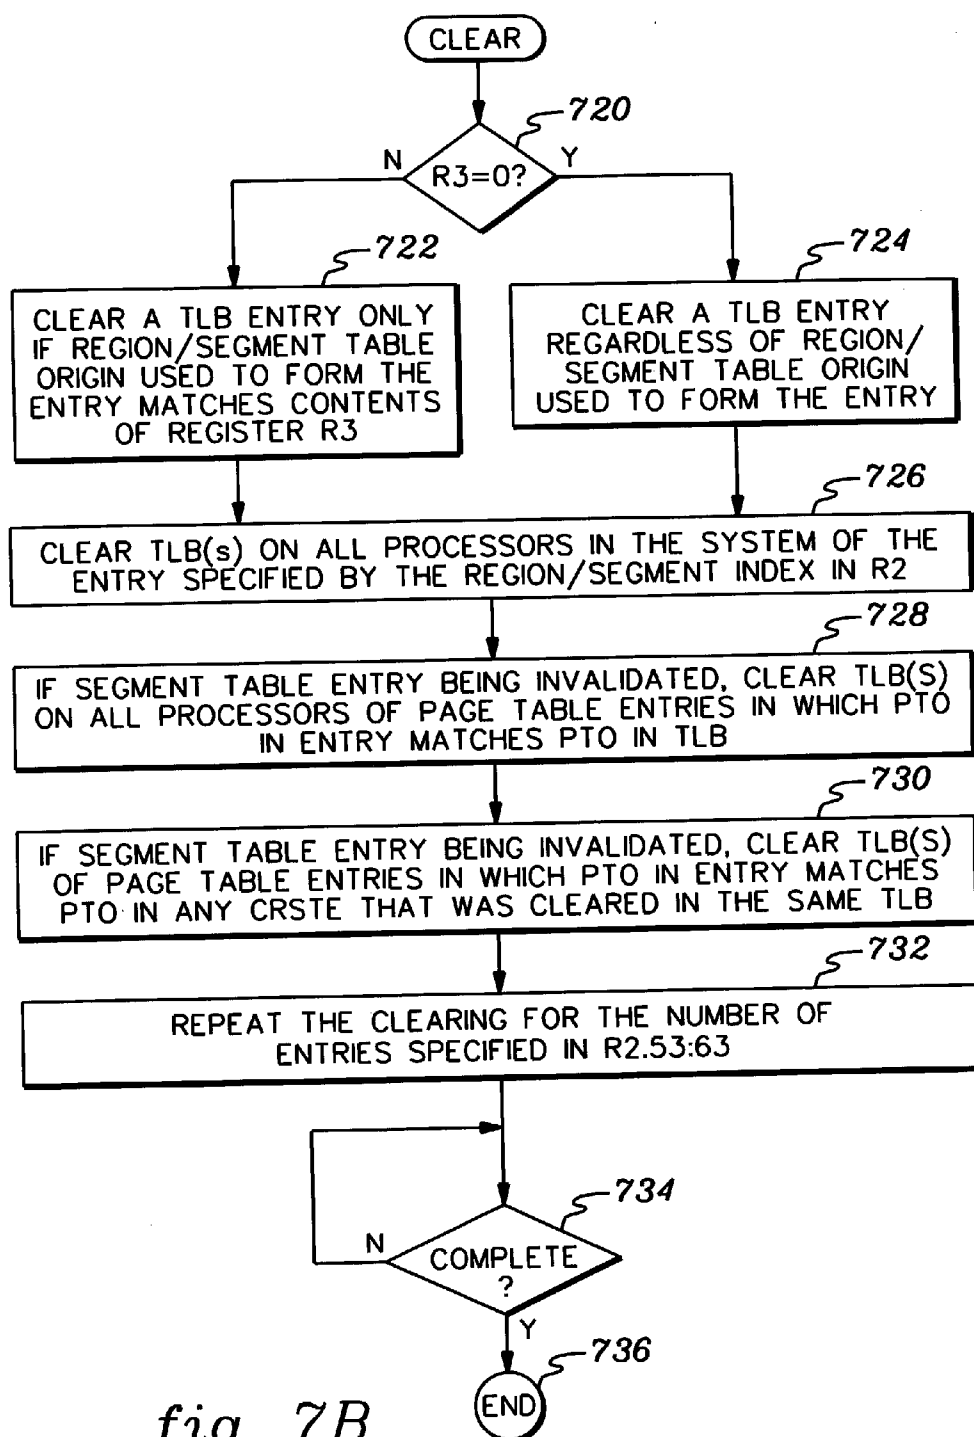 CLEAR
720
N
R3=0?
Y
722
724
CLEAR A TLB ENTRY ONLY
IF REGION/SEGMENT TABLE
ORIGIN USED TO FORM THE
ENTRY MATCHES CONTENTS
OF REGISTER R3
CLEAR A TLB ENTRY
REGARDLESS OF REGION/
SEGMENT TABLE ORIGIN
USED TO FORM THE ENTRY
726
CLEAR TLB(s) ON ALL PROCESSORS IN THE SYSTEM OF THE
ENTRY SPECIFIED BY THE REGION/SEGMENT INDEX IN R2
728
IF SEGMENT TABLE ENTRY BEING INVALIDATED, CLEAR TLB(S)
ON ALL PROCESSORS OF PAGE TABLE ENTRIES IN WHICH PTO
IN ENTRY MATCHES PTO IN TLB
730
IF SEGMENT TABLE ENTRY BEING INVALIDATED, CLEAR TLB(S)
OF PAGE TABLE ENTRIES IN WHICH PTO IN ENTRY MATCHES
PTO IN ANY CRSTE THAT WAS CLEARED IN THE SAME TLB
732
REPEAT THE CLEARING FOR THE NUMBER OF
ENTRIES SPECIFIED IN R2.53:63
734
N
COMPLETE
?
Y
736
END
fig. 7B